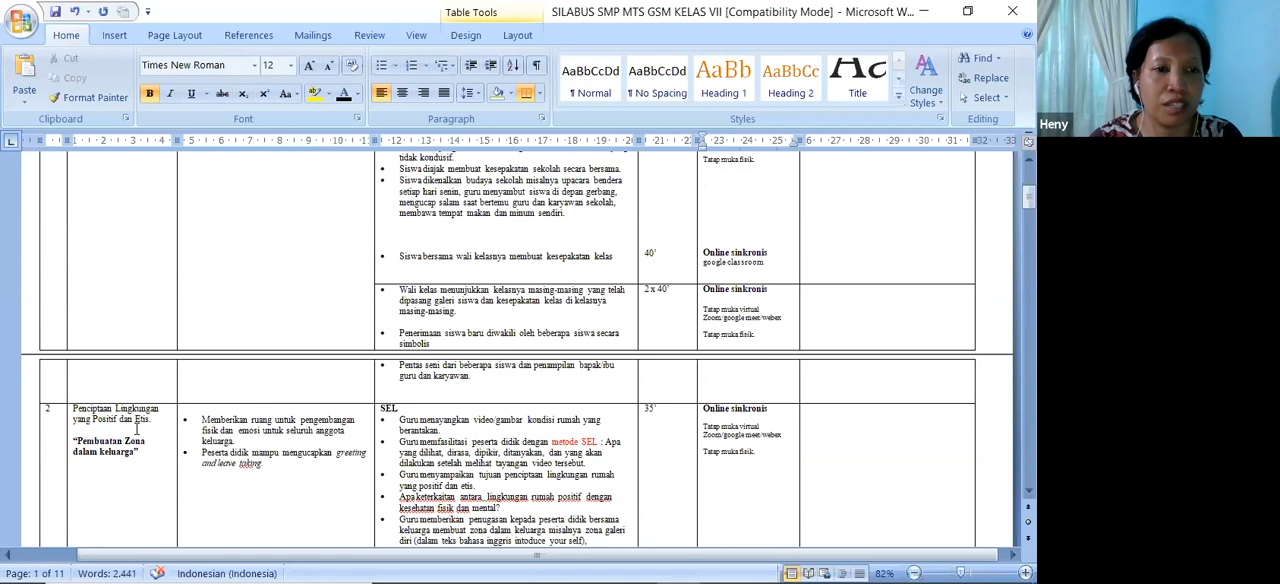 Table Tools
SILABUS SMP MTS GSM KELAS VII [Compatibility Mode] - Microsoft W...
Home Insert Page Layout References Mailings Review View Design Layout
Paste
Cut
Copy
Format Painter
Clipboard
Times New Roman 12
Font
Paragraph
AaBbCcDd AaBbCcDd AaBb AaBbCc Ac
¶ Normal ¶ No Spacing Heading 1 Heading 2 Title
Styles
Change
Styles
Find
Replace
Select
Editing
Heny
tidak kondusif.
Siswa diajak membuat kesepakatan sekolah secara bersama.
Siswa dikenalkan budaya sekolah misalnya upacara bendera
setiap hari senin, guru menyambut siswa di depan gerbang,
mengucap salam saat bertemu guru dan karyawan sekolah,
membawa tempat makan dan minum sendiri.
Tatap muka fisik.
Siswa bersama wali kelasnya membuat kesepakatan kelas
40'
Online sinkronis
google classroom
Wali kelas menunjukkan kelasnya masing-masing yang telah
dipasang galeri siswa dan kesepakatan kelas di kelasnya
masing-masing.
Penerimaan siswa baru diwakili oleh beberapa siswa secara
simbolis
2 x 40'
Online sinkronis
Tatap muka virtual
Zoom/google meet/webex
Tatap muka fisik.
Pentas seni dari beberapa siswa dan penampilan bapak/ibu
guru dan karyawan.
2
Penciptaan Lingkungan
yang Positif dan Etis.
“Pembuatan Zona
dalam keluarga”
Memberikan ruang untuk pengembangan
fisik dan emosi untuk seluruh anggota
keluarga.
Peserta didik mampu mengucapkan greeting
and leave taking.
SEL
Guru menayangkan video/gambar kondisi rumah yang
berantakan.
Guru memfasilitasi peserta didik dengan metode SEL : Apa
yang dilihat, dirasa, dipikir, ditanyakan, dan yang akan
dilakukan setelah melihat tayangan video tersebut.
Guru menyampaikan tujuan penciptaan lingkungan rumah
yang positif dan etis.
Apa keterkaitan antara lingkungan rumah positif dengan
kesehatan fisik dan mental?
Guru memberikan penugasan kepada peserta didik bersama
keluarga membuat zona dalam keluarga misalnya zona galeri
diri (dalam teks bahasa inggris intoduce your self),
35'
Online sinkronis
Tatap muka virtual
Zoom/google meet/webex
Tatap muka fisik.
Page: 1 of 11 Words: 2.441 Indonesian (Indonesia) 82%